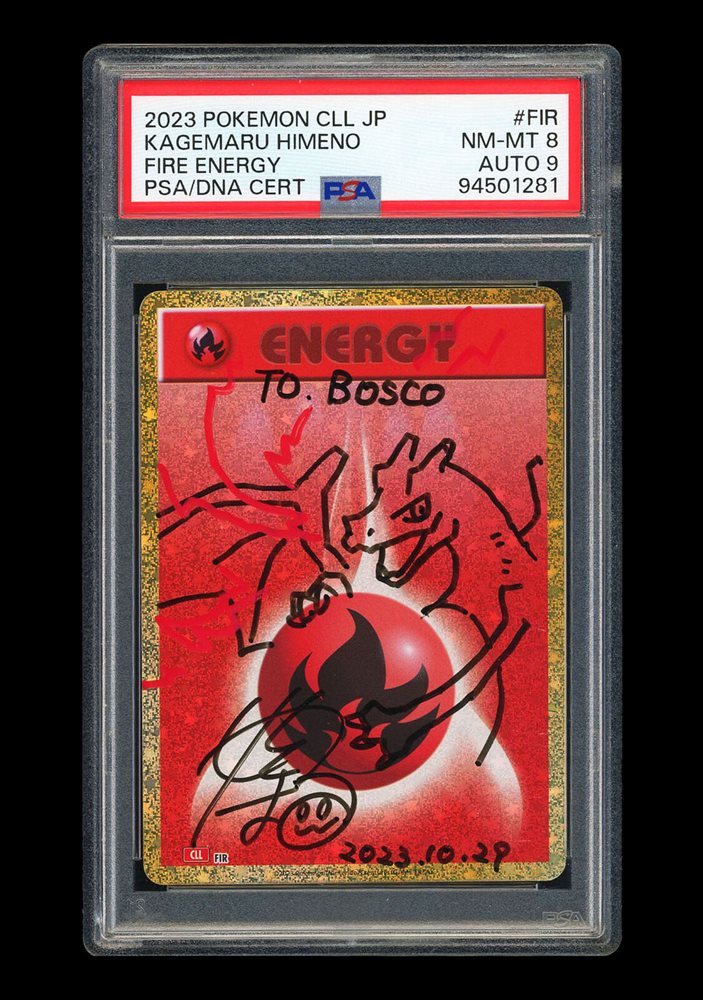 2023 POKEMON CLL JP #FIR
KAGEMARU HIMENO NM-MT 8
FIRE ENERGY AUTO 9
PSA/DNA CERT PSA 94501281
ENERGY
TO. BOSCO
2023.10.29
CLL FIR
PSA